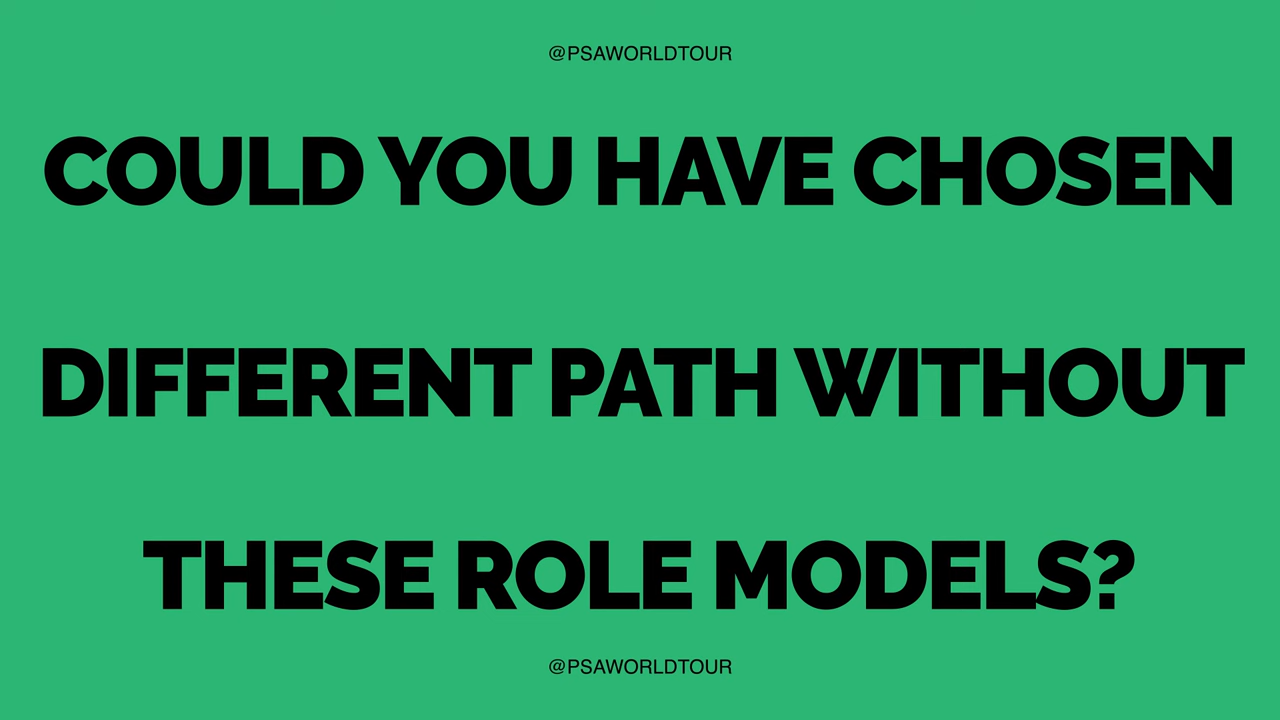 @PSAWORLDTOUR
COULD YOU HAVE CHOSEN
DIFFERENT PATH WITHOUT
THESE ROLE MODELS?
@PSAWORLDTOUR